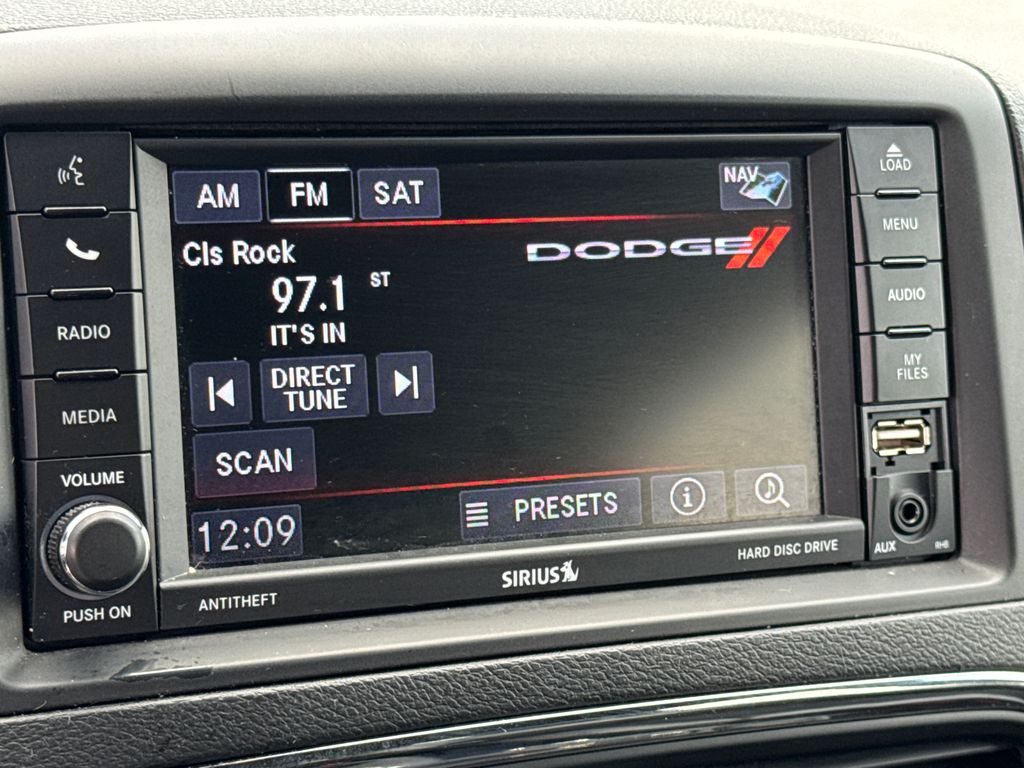 AM
FM
SAT
NAV
Cls Rock
DODGE
97.1
ST
IT'S IN
DIRECT
TUNE
SCAN
12:09
PRESETS
i
RADIO
MEDIA
VOLUME
PUSH ON
LOAD
MENU
AUDIO
MY
FILES
AUX
RHB
ANTITHEFT
SIRIUS
HARD DISC DRIVE